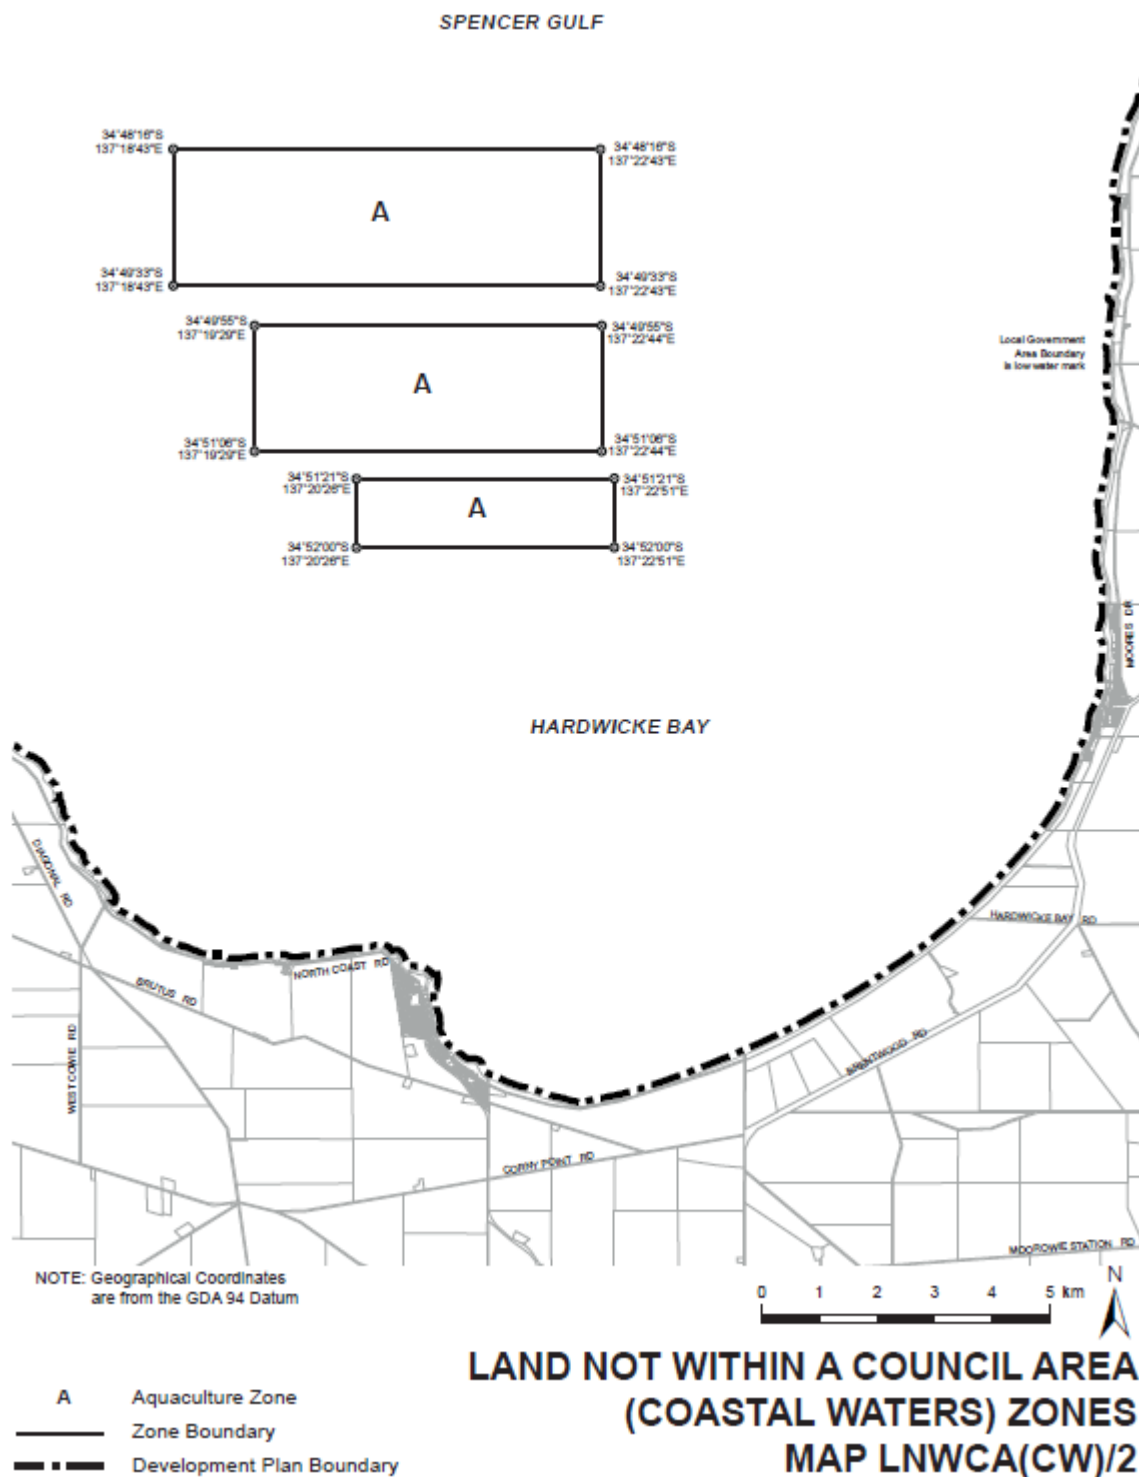 SPENCER GULF
34°48'16"S
137°18'43"E
34°48'16"S
137°22'43"E
A
34°49'33"S
137°18'43"E
34°49'33"S
137°22'43"E
34°49'55"S
137°19'29"E
34°49'55"S
137°22'44"E
Local Government
Area Boundary
is low water mark
A
34°51'06"S
137°19'29"E
34°51'06"S
137°22'44"E
34°51'21"S
137°20'26"E
34°51'21"S
137°22'51"E
A
34°52'00"S
137°20'26"E
34°52'00"S
137°22'51"E
MOORES DR
HARDWICKE BAY
DIAGONAL RD
HARDWICKE BAY RD
NORTH COAST RD
BRUTUS RD
WEST COWIE RD
BRENTWOOD RD
CORNY POINT RD
MOOROWIE STATION RD
NOTE: Geographical Coordinates
are from the GDA 94 Datum
0 1 2 3 4 5 km
N
LAND NOT WITHIN A COUNCIL AREA
(COASTAL WATERS) ZONES
MAP LNWCA(CW)/2
A Aquaculture Zone
Zone Boundary
Development Plan Boundary